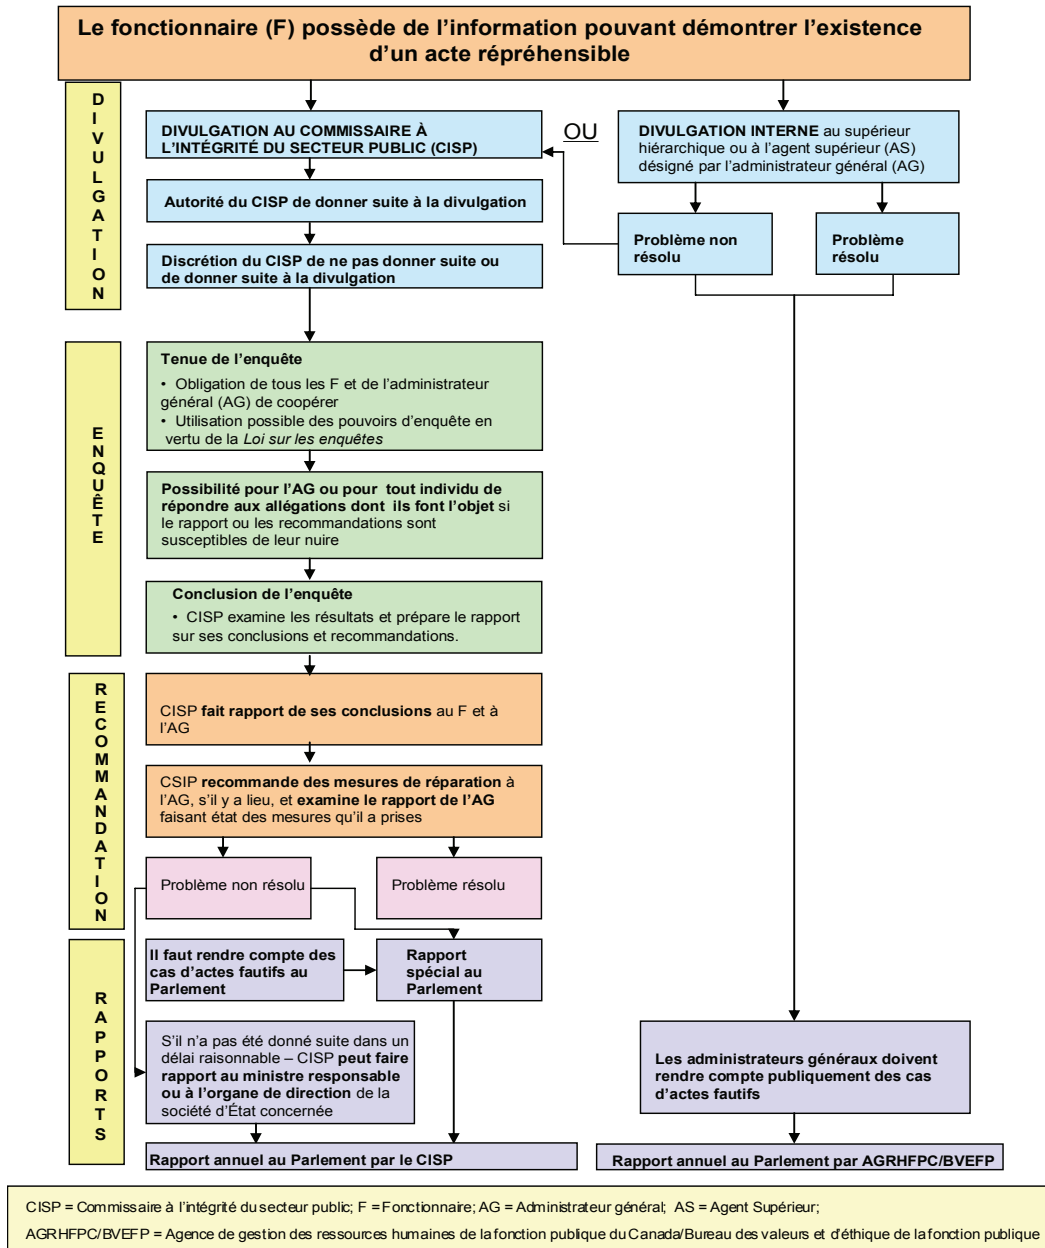 Le fonctionnaire (F) possède de l'information pouvant démontrer l'existence
d'un acte répréhensible
DIVULGATION
DIVULGATION AU COMMISSAIRE À
L'INTÉGRITÉ DU SECTEUR PUBLIC (CISP)
OU
DIVULGATION INTERNE au supérieur
hiérarchique ou à l'agent supérieur (AS)
désigné par l'administrateur général (AG)
Autorité du CISP de donner suite à la divulgation
Discrétion du CISP de ne pas donner suite ou
de donner suite à la divulgation
Problème non
résolu
Problème
résolu
ENQUÊTE
Tenue de l'enquête
• Obligation de tous les F et de l'administrateur
général (AG) de coopérer
• Utilisation possible des pouvoirs d'enquête en
vertu de la Loi sur les enquêtes
Possibilité pour l'AG ou pour tout individu de
répondre aux allégations dont ils font l'objet si
le rapport ou les recommandations sont
susceptibles de leur nuire
Conclusion de l'enquête
• CISP examine les résultats et prépare le rapport
sur ses conclusions et recommandations.
RECOMMANDATION
CISP fait rapport de ses conclusions au F et à
l'AG
CSIP recommande des mesures de réparation à
l'AG, s'il y a lieu, et examine le rapport de l'AG
faisant état des mesures qu'il a prises
Problème non résolu
Problème résolu
RAPPORTS
Il faut rendre compte des
cas d'actes fautifs au
Parlement
Rapport
spécial au
Parlement
S'il n'a pas été donné suite dans un
délai raisonnable – CISP peut faire
rapport au ministre responsable
ou à l'organe de direction de la
société d'État concernée
Les administrateurs généraux doivent
rendre compte publiquement des cas
d'actes fautifs
Rapport annuel au Parlement par le CISP
Rapport annuel au Parlement par AGRHFPC/BVEFP
CISP = Commissaire à l'intégrité du secteur public; F = Fonctionnaire; AG = Administrateur général; AS = Agent Supérieur;
AGRHFPC/BVEFP = Agence de gestion des ressources humaines de la fonction publique du Canada/Bureau des valeurs et d'éthique de la fonction publique